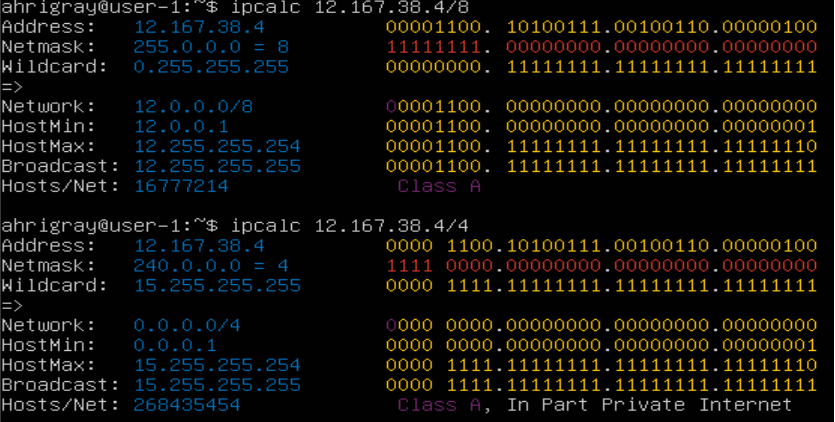 ahrigray@user-1:~$ ipcalc 12.167.38.4/8
Address:   12.167.38.4          00001100. 10100111.00100110.00000100
Netmask:   255.0.0.0 = 8        11111111. 00000000.00000000.00000000
Wildcard:  0.255.255.255        00000000. 11111111.11111111.11111111
=>
Network:   12.0.0.0/8           00001100. 00000000.00000000.00000000
HostMin:   12.0.0.1             00001100. 00000000.00000000.00000001
HostMax:   12.255.255.254       00001100. 11111111.11111111.11111110
Broadcast: 12.255.255.255       00001100. 11111111.11111111.11111111
Hosts/Net: 16777214              Class A
ahrigray@user-1:~$ ipcalc 12.167.38.4/4
Address:   12.167.38.4          0000 1100.10100111.00100110.00000100
Netmask:   240.0.0.0 = 4        1111 0000.00000000.00000000.00000000
Wildcard:  15.255.255.255       0000 1111.11111111.11111111.11111111
=>
Network:   0.0.0.0/4            0000 0000.00000000.00000000.00000000
HostMin:   0.0.0.1              0000 0000.00000000.00000000.00000001
HostMax:   15.255.255.254       0000 1111.11111111.11111111.11111110
Broadcast: 15.255.255.255       0000 1111.11111111.11111111.11111111
Hosts/Net: 268435454             Class A, In Part Private Internet